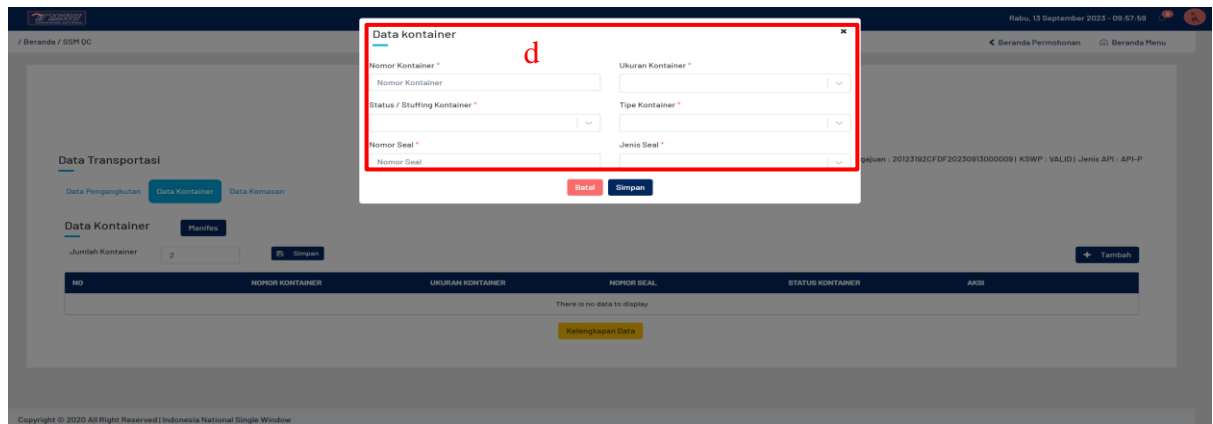 Rabu, 13 September 2023 - 09:57:59
/ Beranda / SSM QC
Beranda Permohonan
Beranda Menu
Data kontainer
×
d
Nomor Kontainer *
Ukuran Kontainer *
Nomor Kontainer
Status / Stuffing Kontainer *
Tipe Kontainer *
Nomor Seal *
Jenis Seal *
Nomor Seal
Batal
Simpan
Data Transportasi
gajuan : 20123192CFDF20230913000009 | KSWP : VALID | Jenis API : API-P
Data Pengangkutan
Data Kontainer
Data Kemasan
Data Kontainer
Manifes
Jumlah Kontainer
2
Simpan
+ Tambah
NO
NOMOR KONTAINER
UKURAN KONTAINER
NOMOR SEAL
STATUS KONTAINER
AKSI
There is no data to display
Kelengkapan Data
Copyright © 2020 All Right Reserved | Indonesia National Single Window